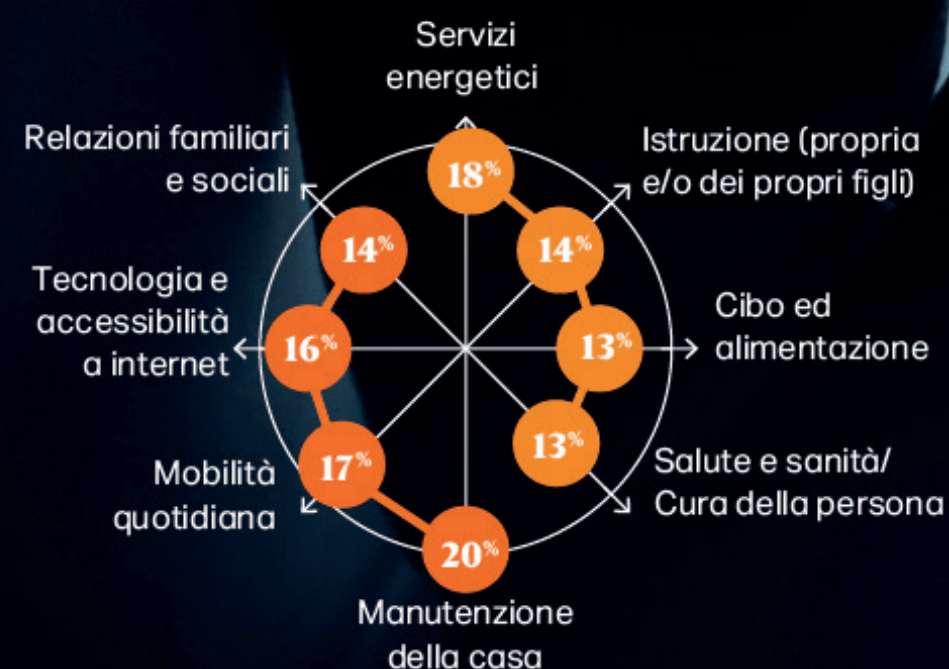 Servizi
energetici
18%
Istruzione (propria
e/o dei propri figli)
14%
Cibo ed
alimentazione
13%
Salute e sanità/
Cura della persona
13%
Manutenzione
della casa
20%
Mobilità
quotidiana
17%
Tecnologia e
accessibilità
a internet
16%
Relazioni familiari
e sociali
14%